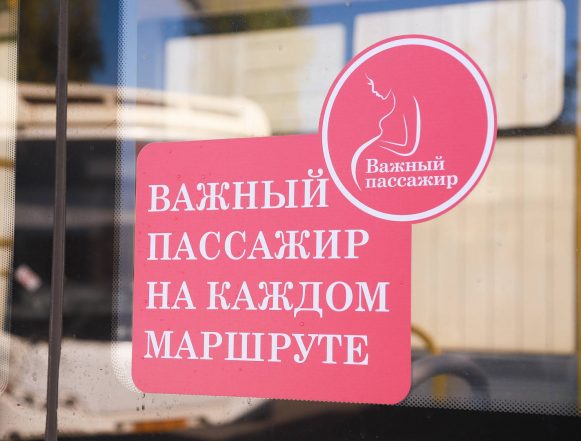 Важный
пассажир
ВАЖНЫЙ
ПАССАЖИР
НА КАЖДОМ
МАРШРУТЕ